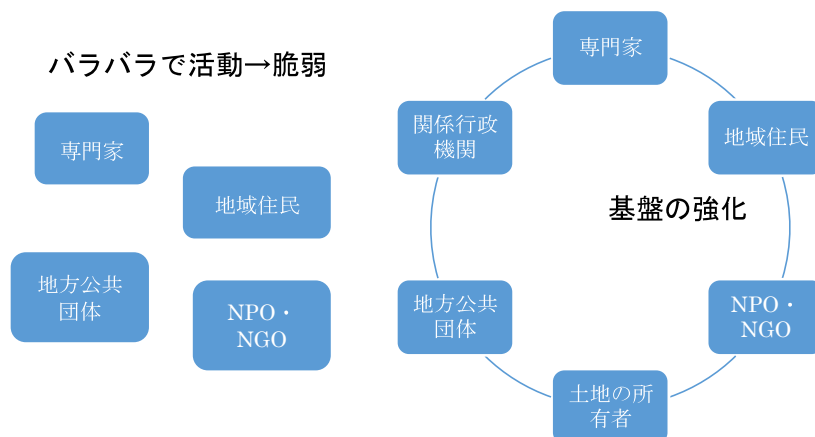 バラバラで活動→脆弱
専門家
地域住民
地方公共
団体
NPO・
NGO
専門家
関係行政
機関
地域住民
基盤の強化
地方公共
団体
NPO・
NGO
土地の所
有者